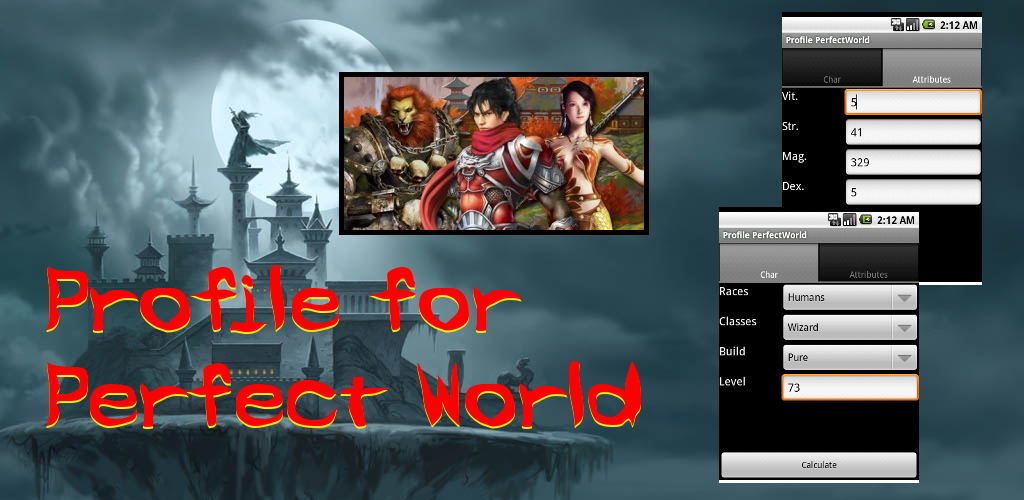 Profile for
Perfect World
2:12 AM
Profile PerfectWorld
Char Attributes
Vit. 5
Str. 41
Mag. 329
Dex. 5
2:12 AM
Profile PerfectWorld
Char Attributes
Races Humans
Classes Wizard
Build Pure
Level 73
Calculate